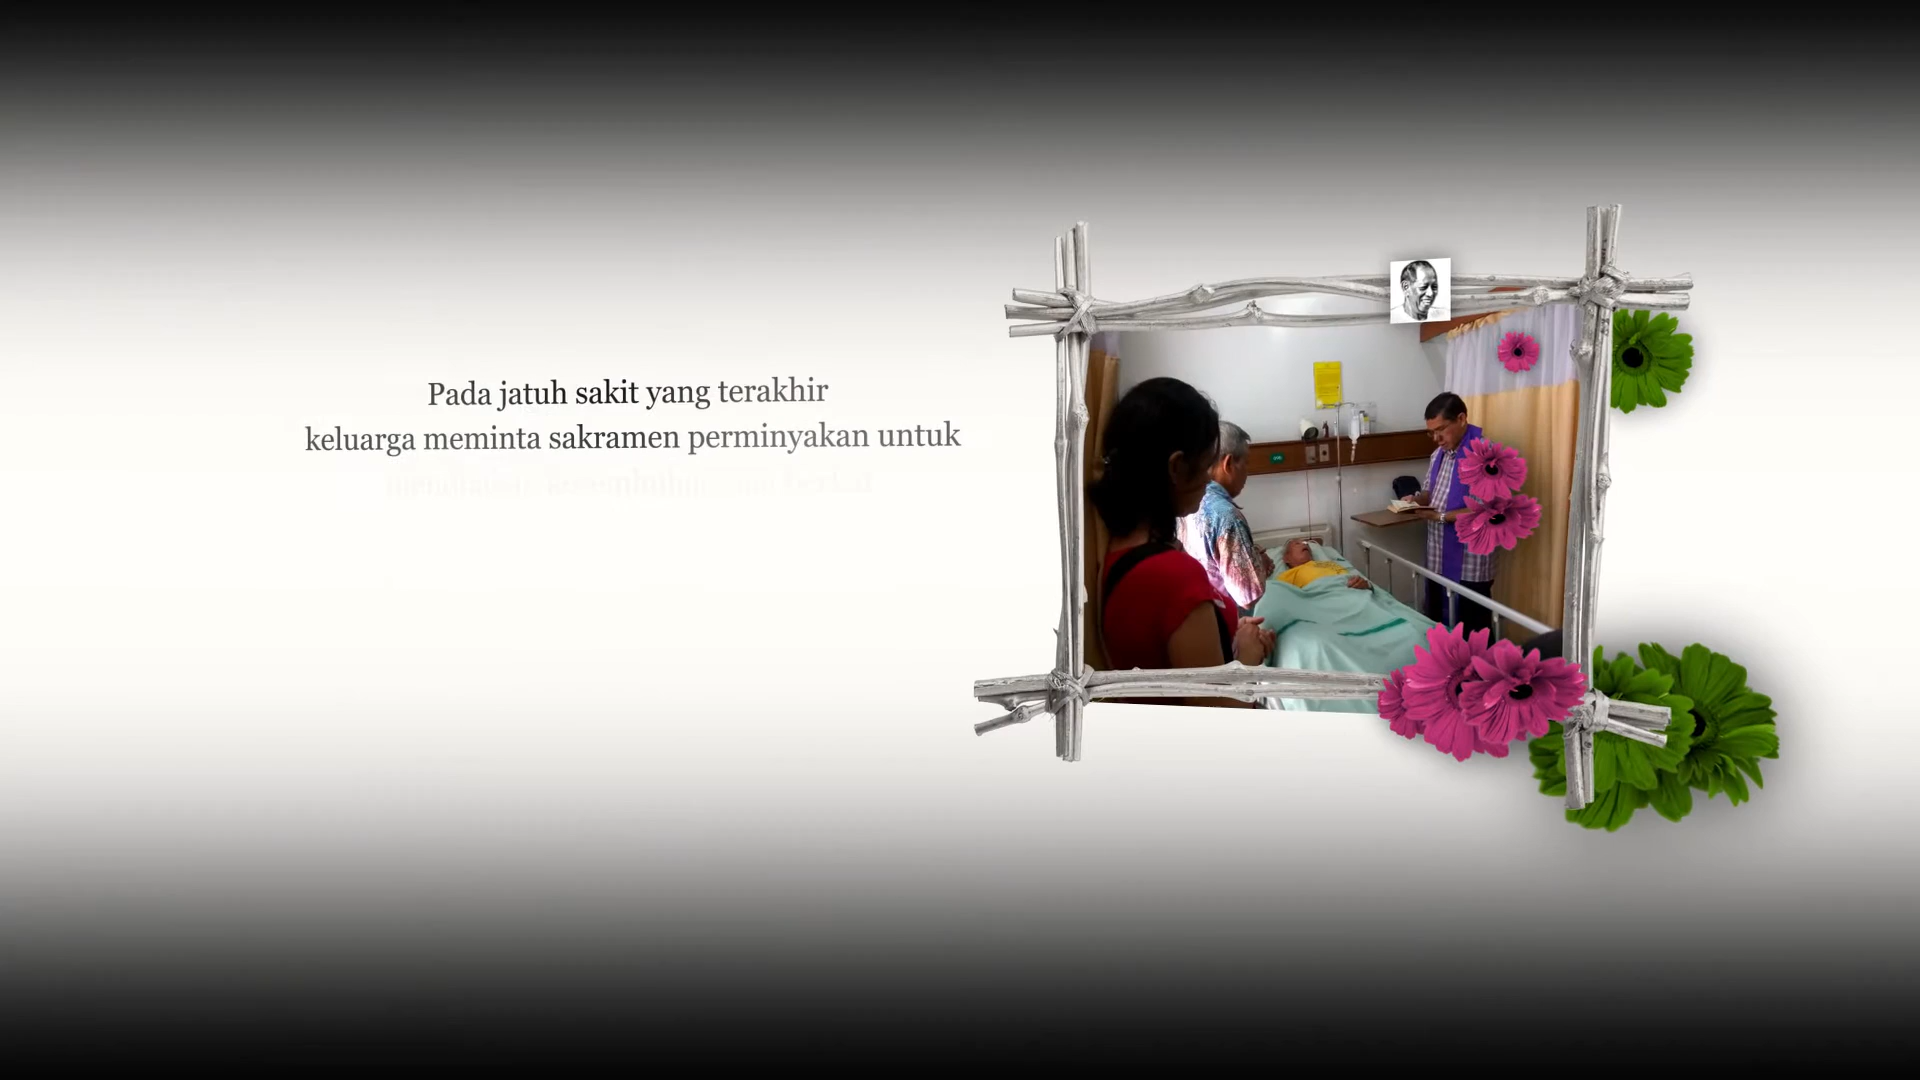 Pada jatuh sakit yang terakhir
keluarga meminta sakramen perminyakan untuk